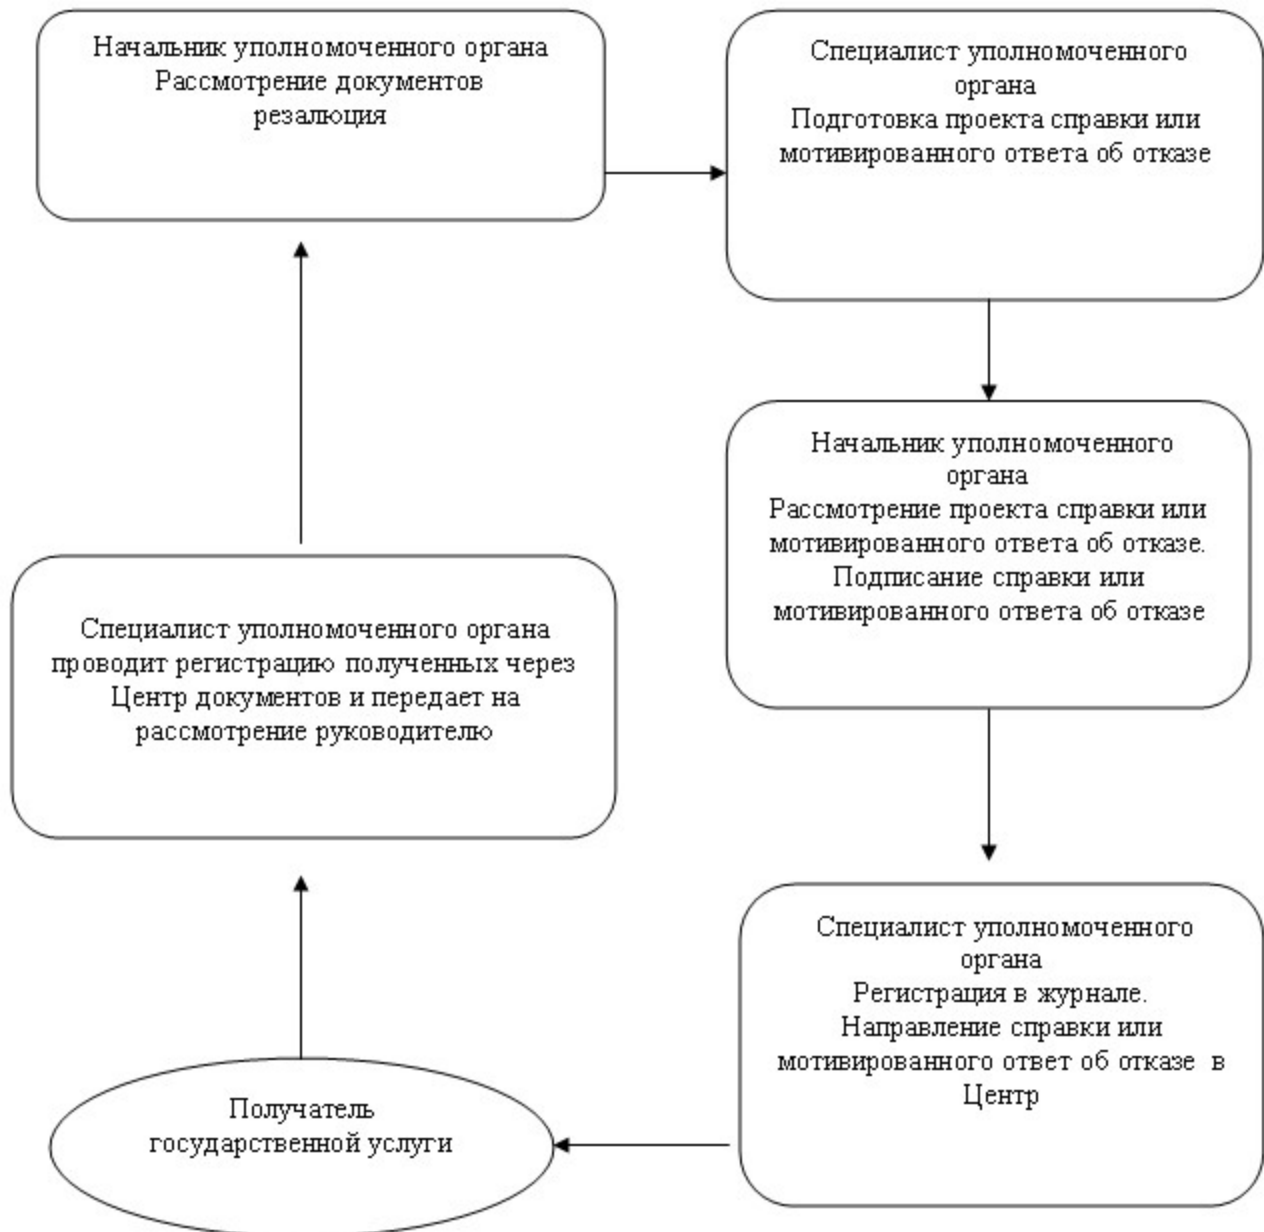 Начальник уполномоченного органа
Рассмотрение документов
резалюция
Специалист уполномоченного
органа
Подготовка проекта справки или
мотивированного ответа об отказе
Начальник уполномоченного
органа
Рассмотрение проекта справки или
мотивированного ответа об отказе.
Подписание справки или
мотивированного ответа об отказе
Специалист уполномоченного органа
проводит регистрацию полученных через
Центр документов и передает на
рассмотрение руководителю
Специалист уполномоченного
органа
Регистрация в журнале.
Направление справки или
мотивированного ответ об отказе в
Центр
Получатель
государственной услуги